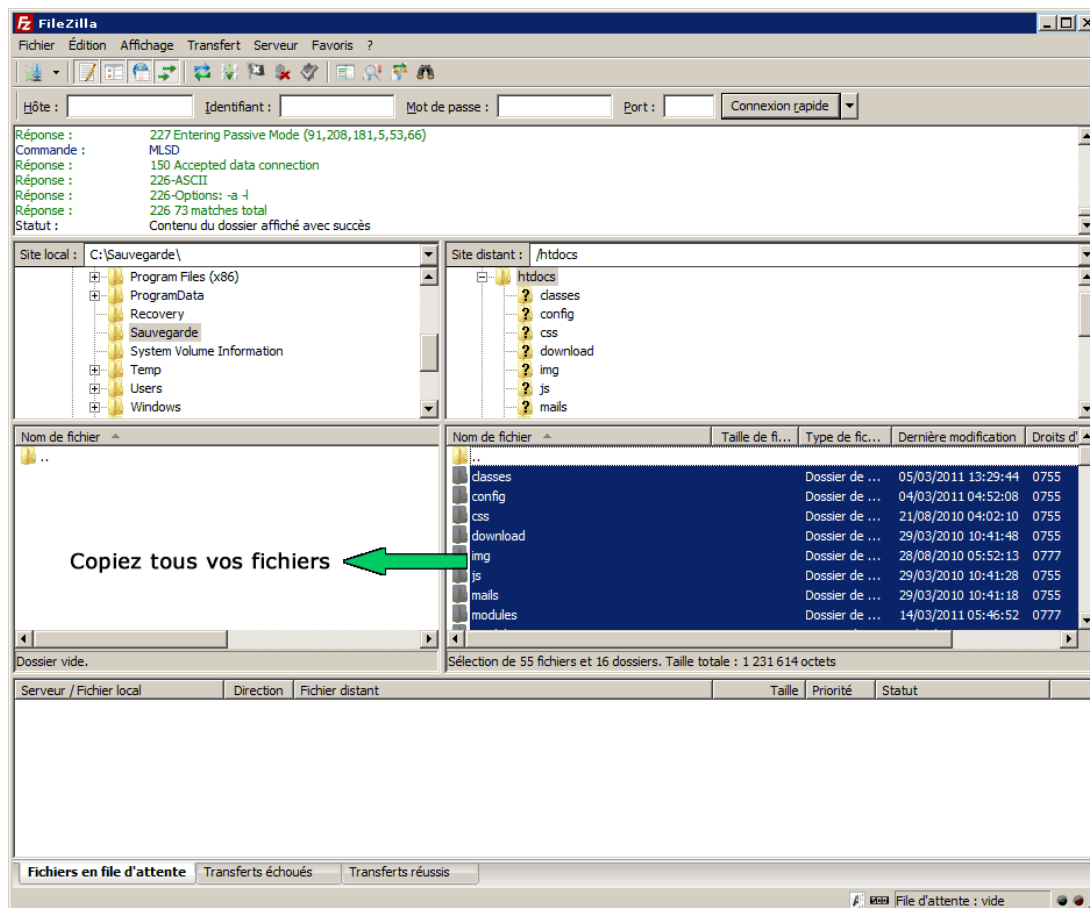 FileZilla
Fichier Édition Affichage Transfert Serveur Favoris ?
Hôte : Identifiant : Mot de passe : Port : Connexion rapide
Réponse : 227 Entering Passive Mode (91,208,181,5,53,66)
Commande : MLSD
Réponse : 150 Accepted data connection
Réponse : 226-ASCII
Réponse : 226-Options: -a -l
Réponse : 226 73 matches total
Statut : Contenu du dossier affiché avec succès
Site local : C:\Sauvegarde\
Program Files (x86)
ProgramData
Recovery
Sauvegarde
System Volume Information
Temp
Users
Windows
Site distant : /htdocs
htdocs
classes
config
css
download
img
js
mails
Nom de fichier
..
Copiez tous vos fichiers
Dossier vide.
Nom de fichier Taille de fi... Type de fic... Dernière modification Droits d'
..
classes Dossier de ... 05/03/2011 13:29:44 0755
config Dossier de ... 04/03/2011 04:52:08 0755
css Dossier de ... 21/08/2010 04:02:10 0755
download Dossier de ... 29/03/2010 10:41:48 0755
img Dossier de ... 28/08/2010 05:52:13 0777
js Dossier de ... 29/03/2010 10:41:28 0755
mails Dossier de ... 29/03/2010 10:41:18 0755
modules Dossier de ... 14/03/2011 05:46:52 0777
Sélection de 55 fichiers et 16 dossiers. Taille totale : 1 231 614 octets
Serveur / Fichier local Direction Fichier distant Taille Priorité Statut
Fichiers en file d'attente Transferts échoués Transferts réussis
File d'attente : vide